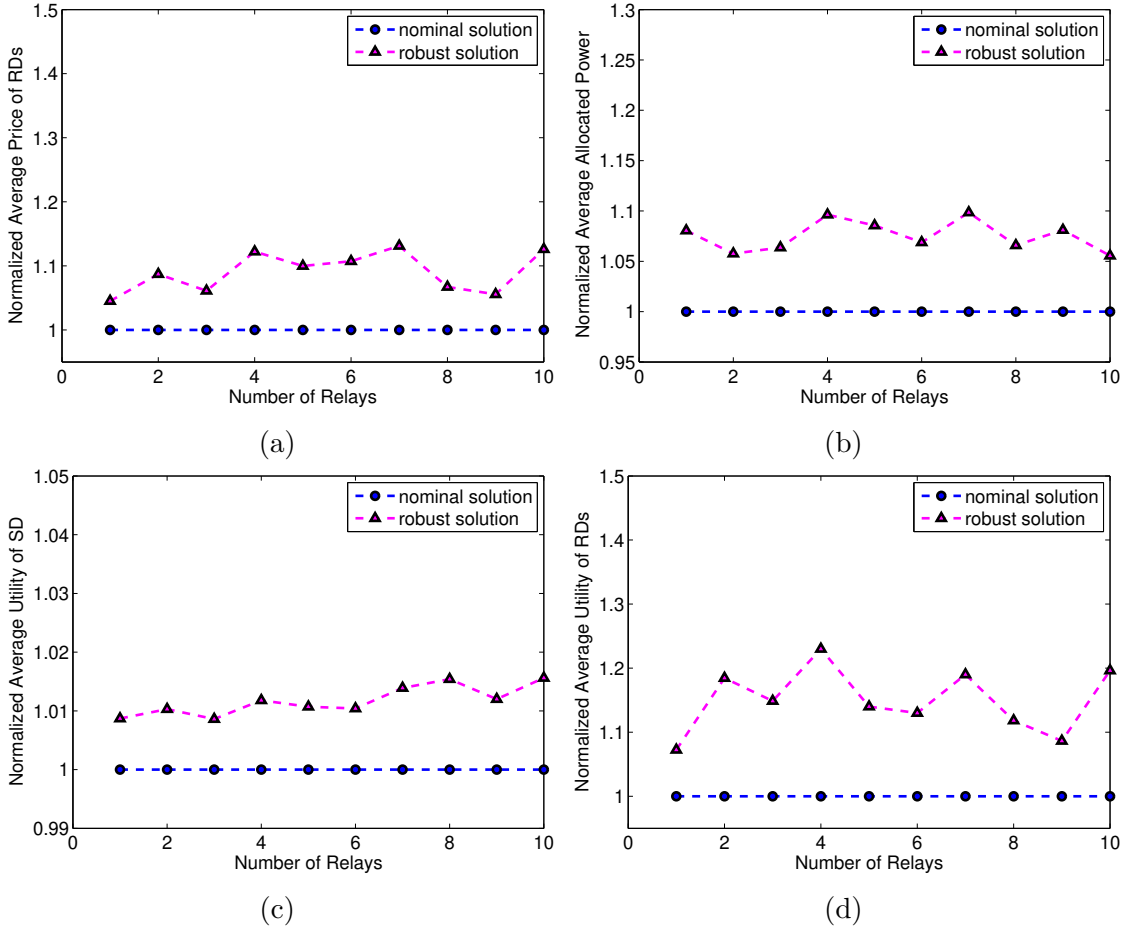 1.5
1.4
1.3
1.2
1.1
1
0
2
4
6
8
10
Normalized Average Price of RDs
Number of Relays
nominal solution
robust solution
(a)
1.3
1.25
1.2
1.15
1.1
1.05
1
0.95
0
2
4
6
8
10
Normalized Average Allocated Power
Number of Relays
nominal solution
robust solution
(b)
1.05
1.04
1.03
1.02
1.01
1
0.99
0
2
4
6
8
10
Normalized Average Utility of SD
Number of Relays
nominal solution
robust solution
(c)
1.5
1.4
1.3
1.2
1.1
1
0
2
4
6
8
10
Normalized Average Utility of RDs
Number of Relays
nominal solution
robust solution
(d)